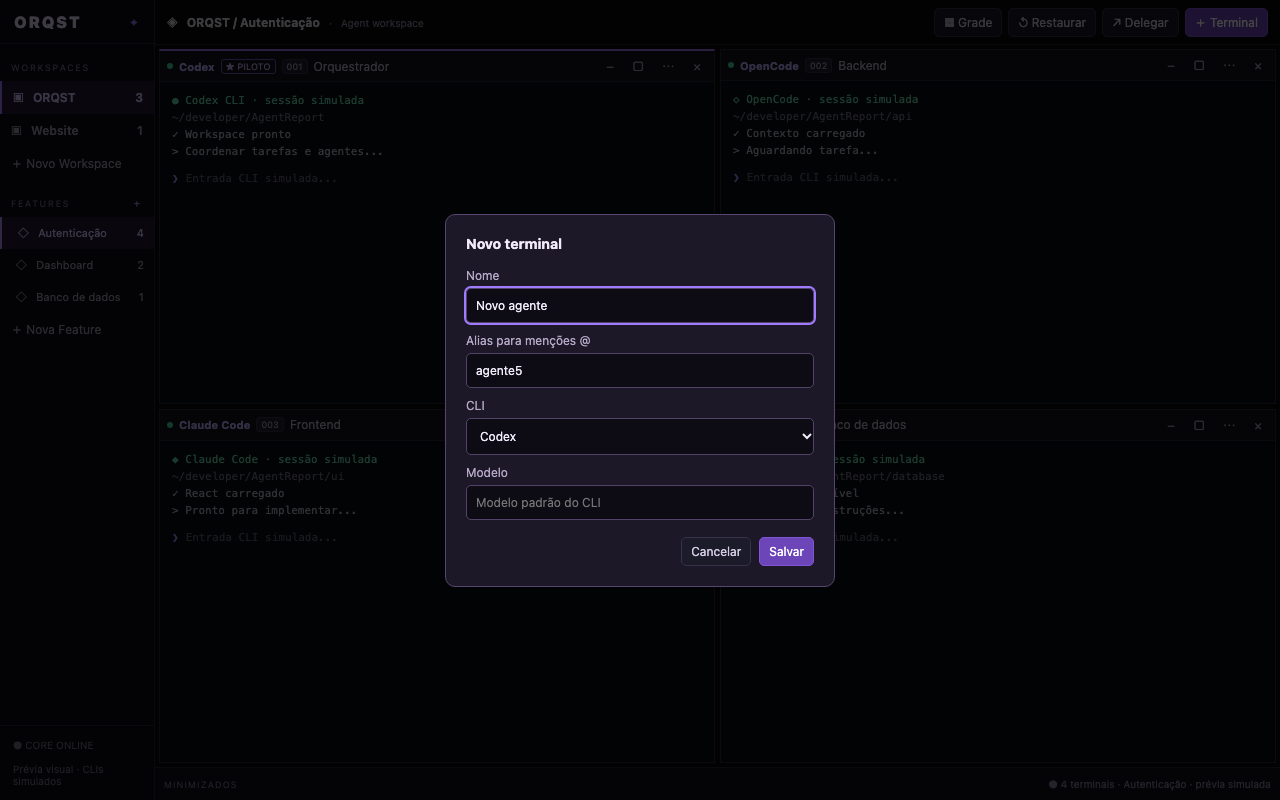 ORQST
ORQST / Autenticação · Agent workspace
Grade
Restaurar
Delegar
+ Terminal
WORKSPACES
ORQST 3
Website 1
+ Novo Workspace
FEATURES +
Autenticação 4
Dashboard 2
Banco de dados 1
+ Nova Feature
CORE ONLINE
Prévia visual · CLIs
simulados
Codex ★ PILOTO 001 Orquestrador
● Codex CLI · sessão simulada
~/developer/AgentReport
✓ Workspace pronto
> Coordenar tarefas e agentes...
❯ Entrada CLI simulada...
OpenCode 002 Backend
◇ OpenCode · sessão simulada
~/developer/AgentReport/api
✓ Contexto carregado
> Aguardando tarefa...
❯ Entrada CLI simulada...
Claude Code 003 Frontend
◆ Claude Code · sessão simulada
~/developer/AgentReport/ui
✓ React carregado
> Pronto para implementar...
❯ Entrada CLI simulada...
co de dados
simulada
/database
Novo terminal
Nome
Novo agente
Alias para menções @
agente5
CLI
Codex
Modelo
Modelo padrão do CLI
Cancelar
Salvar
MINIMIZADOS
4 terminais · Autenticação · prévia simulada